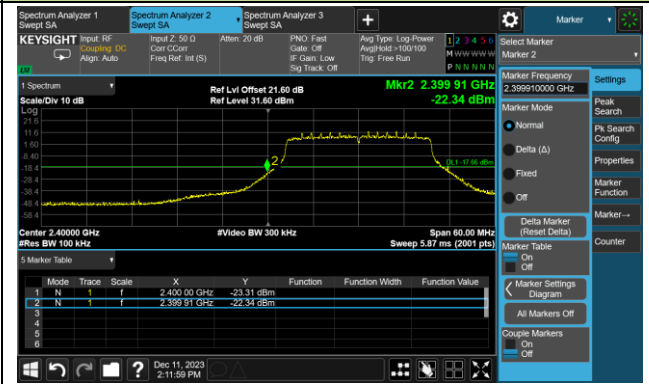 Spectrum Analyzer 1
Swept SA
Spectrum Analyzer 2
Swept SA
Spectrum Analyzer 3
Swept SA
+
Marker
KEYSIGHT
Input: RF
Coupling: DC
Align: Auto
Input Z: 50 Ω
Corr CCorr
Freq Ref: Int (S)
Atten: 20 dB
PNO: Fast
Gate: Off
IF Gain: Low
Sig Track: Off
Avg Type: Log-Power
Avg|Hold:>100/100
Trig: Free Run
1 2 3 4 5 6
M W W W W W
P N N N N N
Select Marker
Marker 2
1 Spectrum
Scale/Div 10 dB
Ref Lvl Offset 21.60 dB
Ref Level 31.60 dBm
Mkr2 2.399 91 GHz
-22.34 dBm
Log
21.6
11.6
1.60
-8.40
-18.4
-28.4
-38.4
-48.4
-58.4
2
DL1 -17.66 dBm
Center 2.40000 GHz
#Res BW 100 kHz
#Video BW 300 kHz
Span 60.00 MHz
Sweep 5.87 ms (2001 pts)
5 Marker Table
Mode Trace Scale X Y Function Function Width Function Value
1 N 1 f 2.400 00 GHz -23.31 dBm
2 N 1 f 2.399 91 GHz -22.34 dBm
3
4
5
6
Marker Frequency
2.399910000 GHz
Marker Mode
Normal
Delta (Δ)
Fixed
Off
Delta Marker
(Reset Delta)
Marker Table
On
Off
Marker Settings
Diagram
All Markers Off
Couple Markers
On
Off
Settings
Peak
Search
Pk Search
Config
Properties
Marker
Function
Marker→
Counter
?
Dec 11, 2023
2:11:59 PM